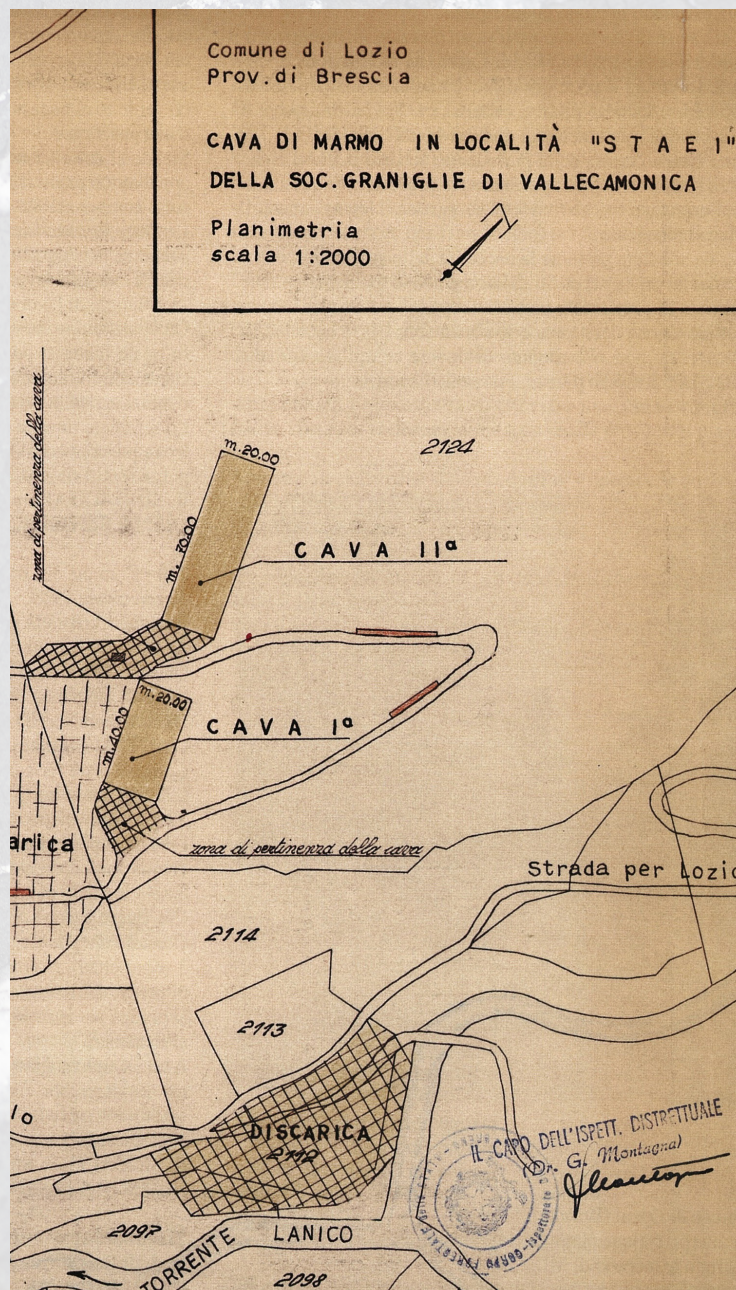 Comune di Lozio
Prov.di Brescia
CAVA DI MARMO IN LOCALITÀ "S T A E I"
DELLA SOC. GRANIGLIE DI VALLECAMONICA
Planimetria
scala 1:2000
zona di pertinenza della cava
m. 20.00
2124
m. 70.00
CAVA IIª
m. 20.00
m. 40.00
CAVA Iª
arica
zona di pertinenza della cava
Strada per Lozio
2114
2113
lo
DISCARICA
2112
IL CAPO DELL'ISPETT. DISTRETTUALE
(Dr. G. Montagna)
2097
TORRENTE LANICO
2098